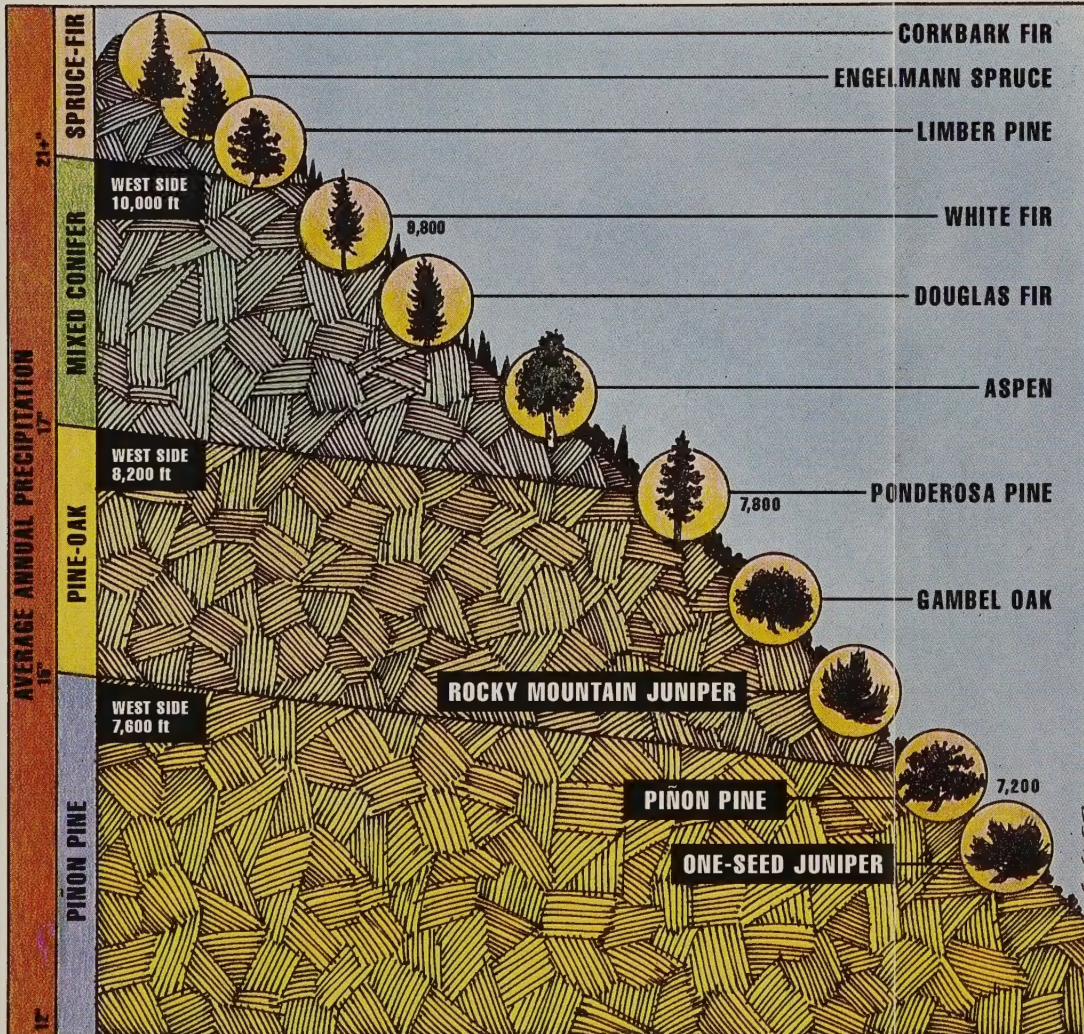 CORKBARK FIR
ENGELMANN SPRUCE
LIMBER PINE
WHITE FIR
DOUGLAS FIR
ASPEN
PONDEROSA PINE
GAMBEL OAK
ROCKY MOUNTAIN JUNIPER
PIÑON PINE
ONE-SEED JUNIPER
9,800
7,800
7,200
WEST SIDE
10,000 ft
WEST SIDE
8,200 ft
WEST SIDE
7,600 ft
SPRUCE-FIR
MIXED CONIFER
PINE-OAK
PIÑON PINE
AVERAGE ANNUAL PRECIPITATION
21+"
17"
16"
12"